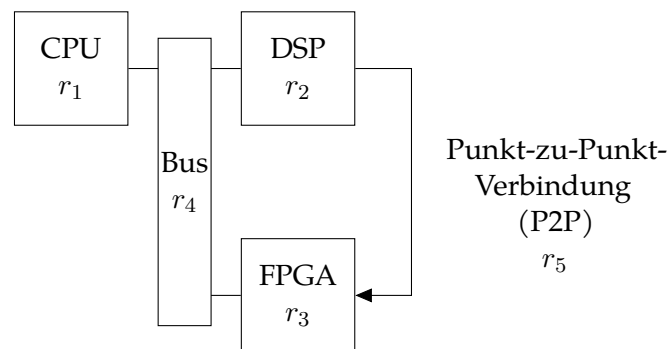 CPU
r₁
DSP
r₂
Bus
r₄
Punkt-zu-Punkt-
Verbindung
(P2P)
r₅
FPGA
r₃